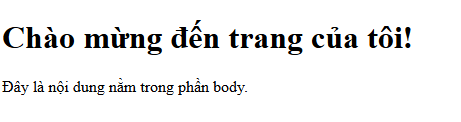 Chào mừng đến trang của tôi!
Đây là nội dung nằm trong phần body.